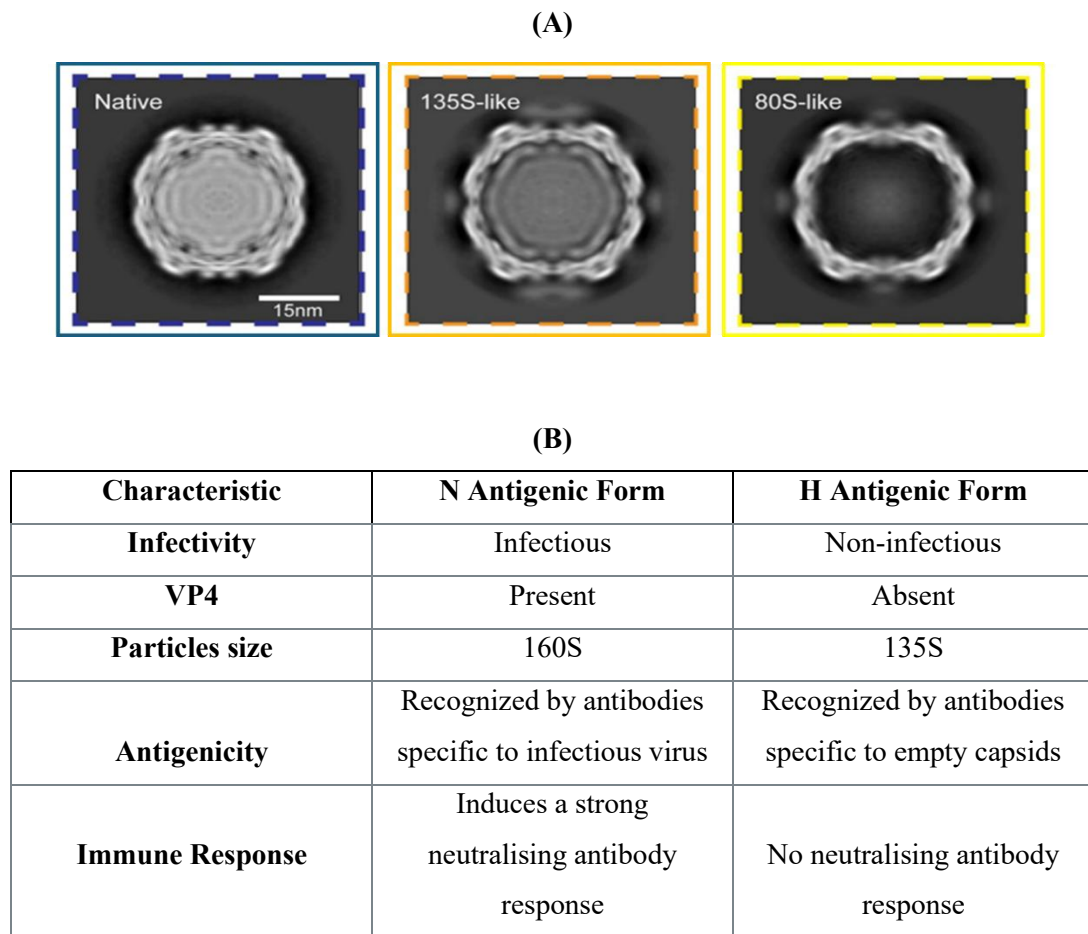 (A)
Native
135S-like
80S-like
15nm
(B)
Characteristic N Antigenic Form H Antigenic Form
Infectivity Infectious Non-infectious
VP4 Present Absent
Particles size 160S 135S
Recognized by antibodies Recognized by antibodies
Antigenicity specific to infectious virus specific to empty capsids
Induces a strong
Immune Response neutralising antibody No neutralising antibody
response response